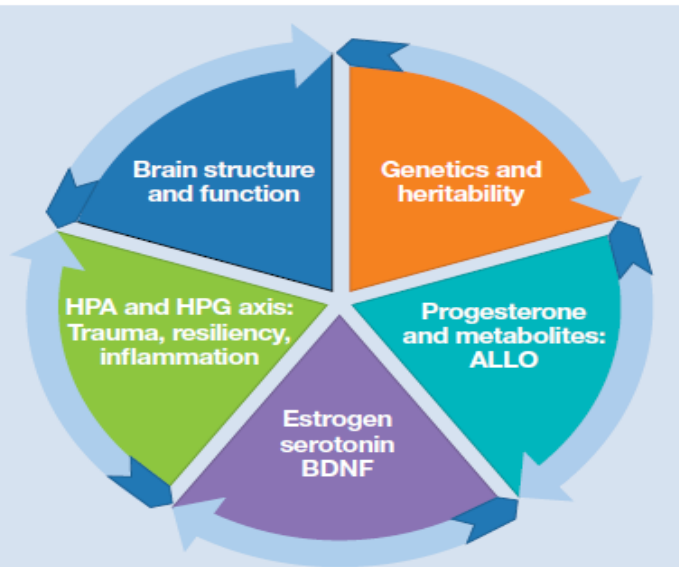 Brain structure
and function
Genetics and
heritability
HPA and HPG axis:
Trauma, resiliency,
inflammation
Progesterone
and metabolites:
ALLO
Estrogen
serotonin
BDNF